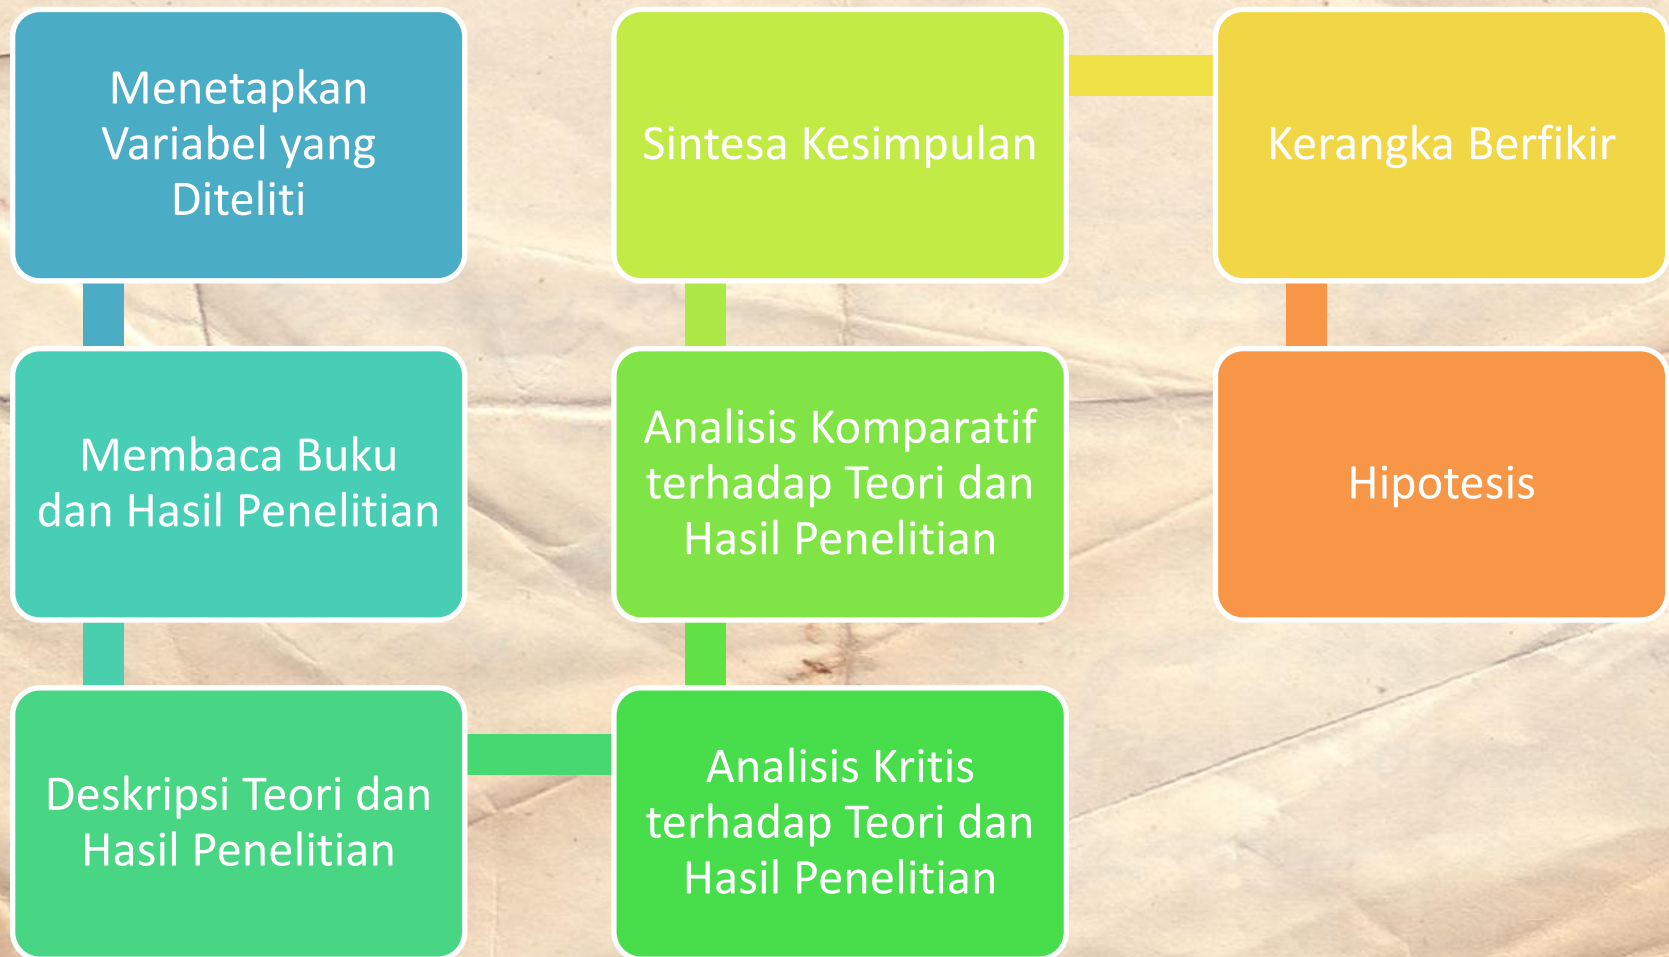 Menetapkan
Variabel yang
Diteliti
Membaca Buku
dan Hasil Penelitian
Deskripsi Teori dan
Hasil Penelitian
Analisis Kritis
terhadap Teori dan
Hasil Penelitian
Analisis Komparatif
terhadap Teori dan
Hasil Penelitian
Sintesa Kesimpulan
Kerangka Berfikir
Hipotesis